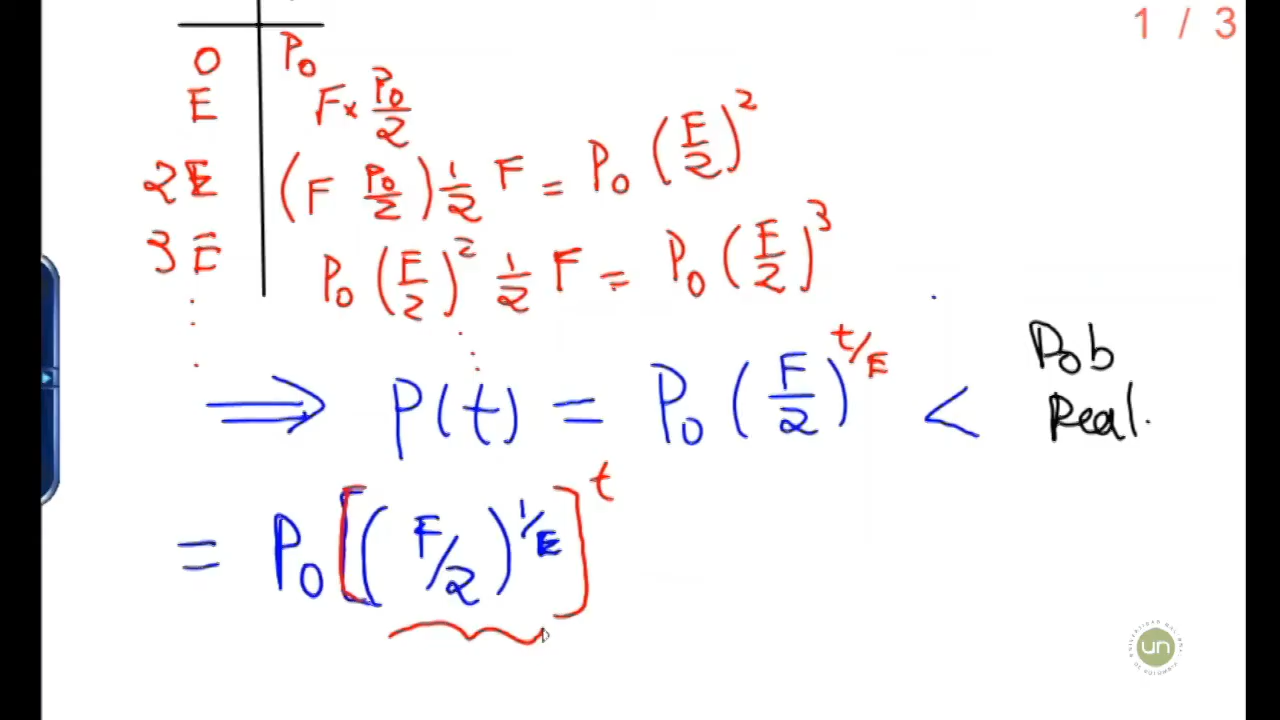 1 / 3
0 P₀
E F × P₀/2
2E (F P₀/2) 1/2 F = P₀ (F/2)²
3E P₀ (F/2)² 1/2 F = P₀ (F/2)³
⇒ P(t) = P₀ (F/2)^(t/E) < Pob Real.
= P₀ [(F/2)^(1/E)]^t
un